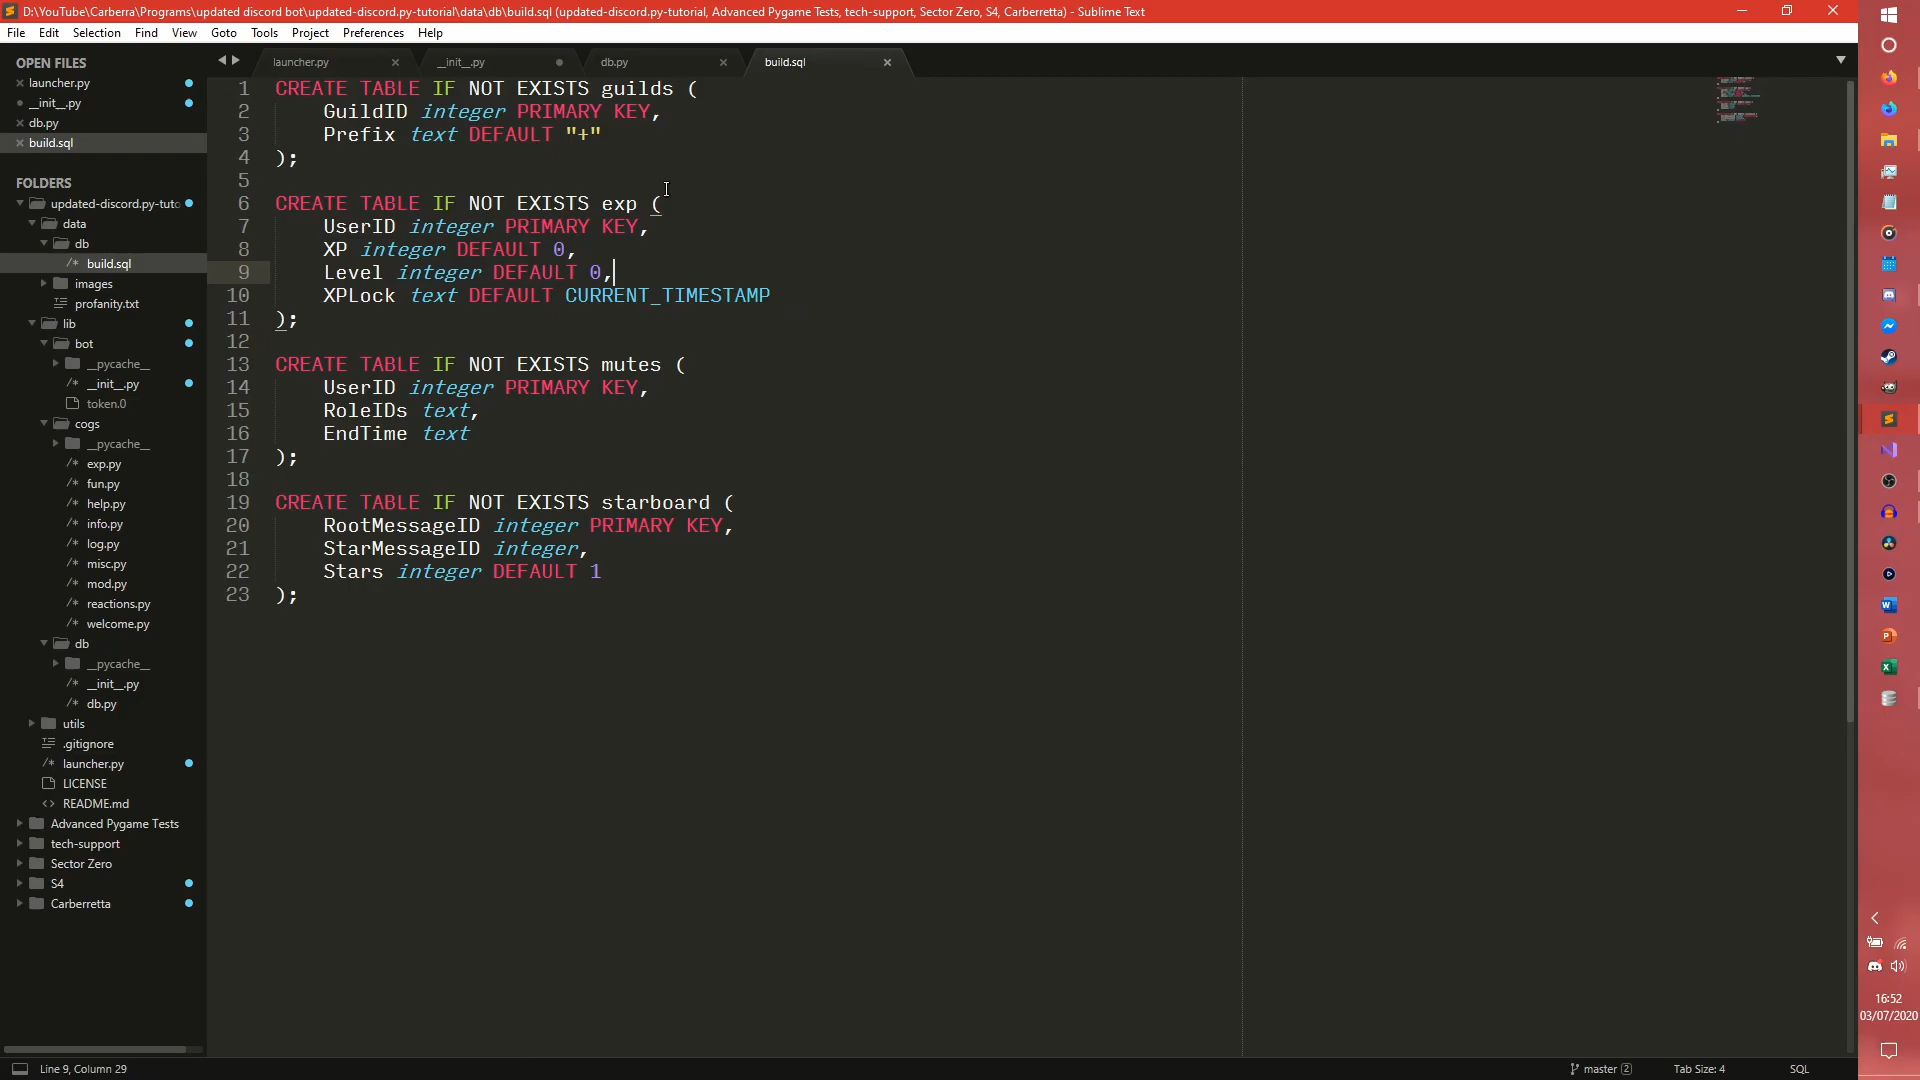 D:\YouTube\Carberra\Programs\updated discord bot\updated-discord.py-tutorial\data\db\build.sql (updated-discord.py-tutorial, Advanced Pygame Tests, tech-support, Sector Zero, S4, Carberretta) - Sublime Text
File Edit Selection Find View Goto Tools Project Preferences Help
OPEN FILES
launcher.py
__init__.py
db.py
build.sql
FOLDERS
updated-discord.py-tuto
data
db
build.sql
images
profanity.txt
lib
bot
__pycache__
__init__.py
token.0
cogs
__pycache__
exp.py
fun.py
help.py
info.py
log.py
misc.py
mod.py
reactions.py
welcome.py
db
__pycache__
__init__.py
db.py
utils
.gitignore
launcher.py
LICENSE
README.md
Advanced Pygame Tests
tech-support
Sector Zero
S4
Carberretta
launcher.py __init__.py db.py build.sql
1 CREATE TABLE IF NOT EXISTS guilds (
2 GuildID integer PRIMARY KEY,
3 Prefix text DEFAULT "+"
4 );
5
6 CREATE TABLE IF NOT EXISTS exp (
7 UserID integer PRIMARY KEY,
8 XP integer DEFAULT 0,
9 Level integer DEFAULT 0,
10 XPLock text DEFAULT CURRENT_TIMESTAMP
11 );
12
13 CREATE TABLE IF NOT EXISTS mutes (
14 UserID integer PRIMARY KEY,
15 RoleIDs text,
16 EndTime text
17 );
18
19 CREATE TABLE IF NOT EXISTS starboard (
20 RootMessageID integer PRIMARY KEY,
21 StarMessageID integer,
22 Stars integer DEFAULT 1
23 );
16:52
03/07/2020
Line 9, Column 29
master 2
Tab Size: 4
SQL